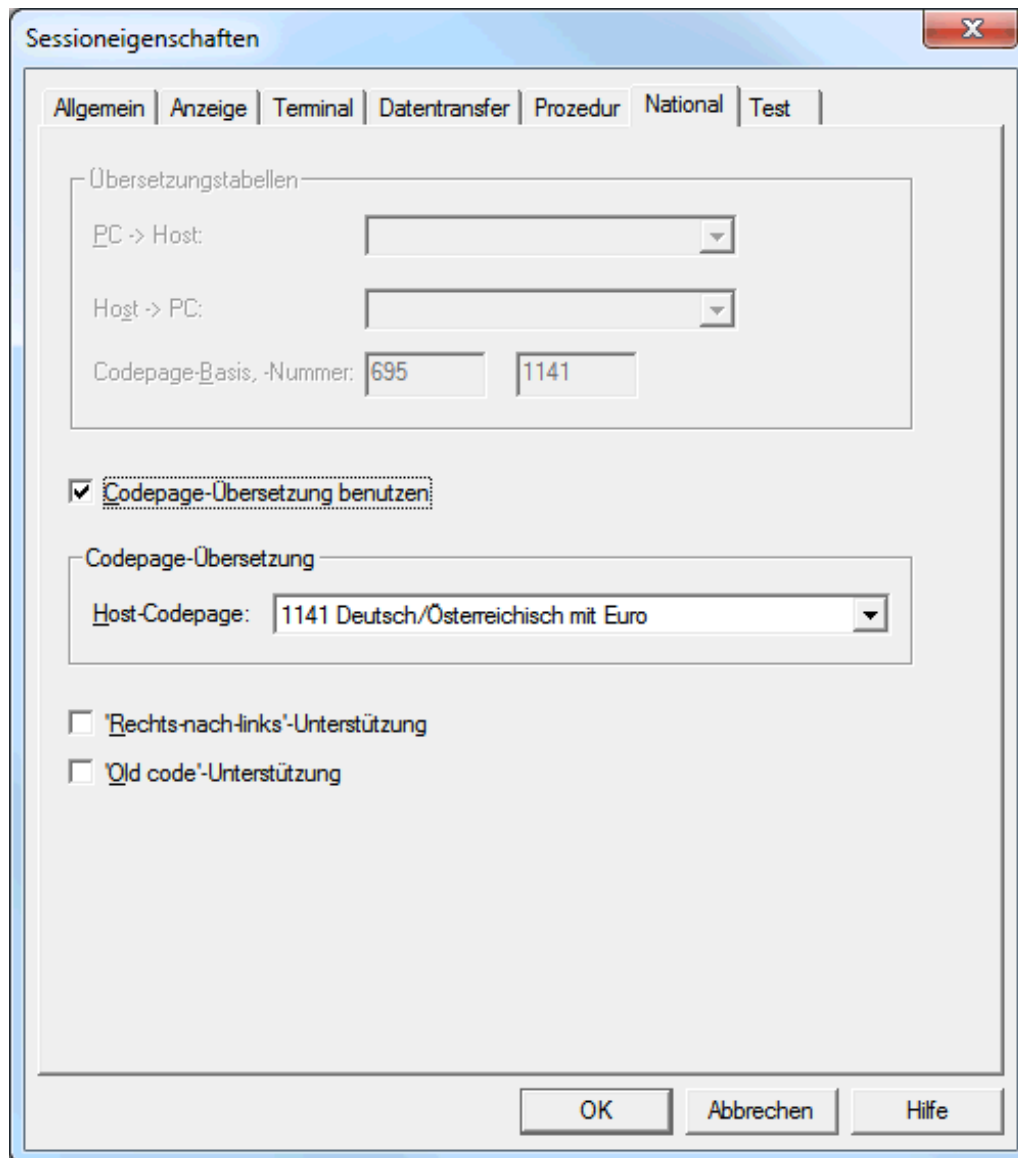 Sessioneigenschaften
Allgemein Anzeige Terminal Datentransfer Prozedur National Test
Übersetzungstabellen
PC -> Host:
Host -> PC:
Codepage-Basis, -Nummer: 695 1141
Codepage-Übersetzung benutzen
Codepage-Übersetzung
Host-Codepage: 1141 Deutsch/Österreichisch mit Euro
"Rechts-nach-links"-Unterstützung
"Old code"-Unterstützung
OK Abbrechen Hilfe